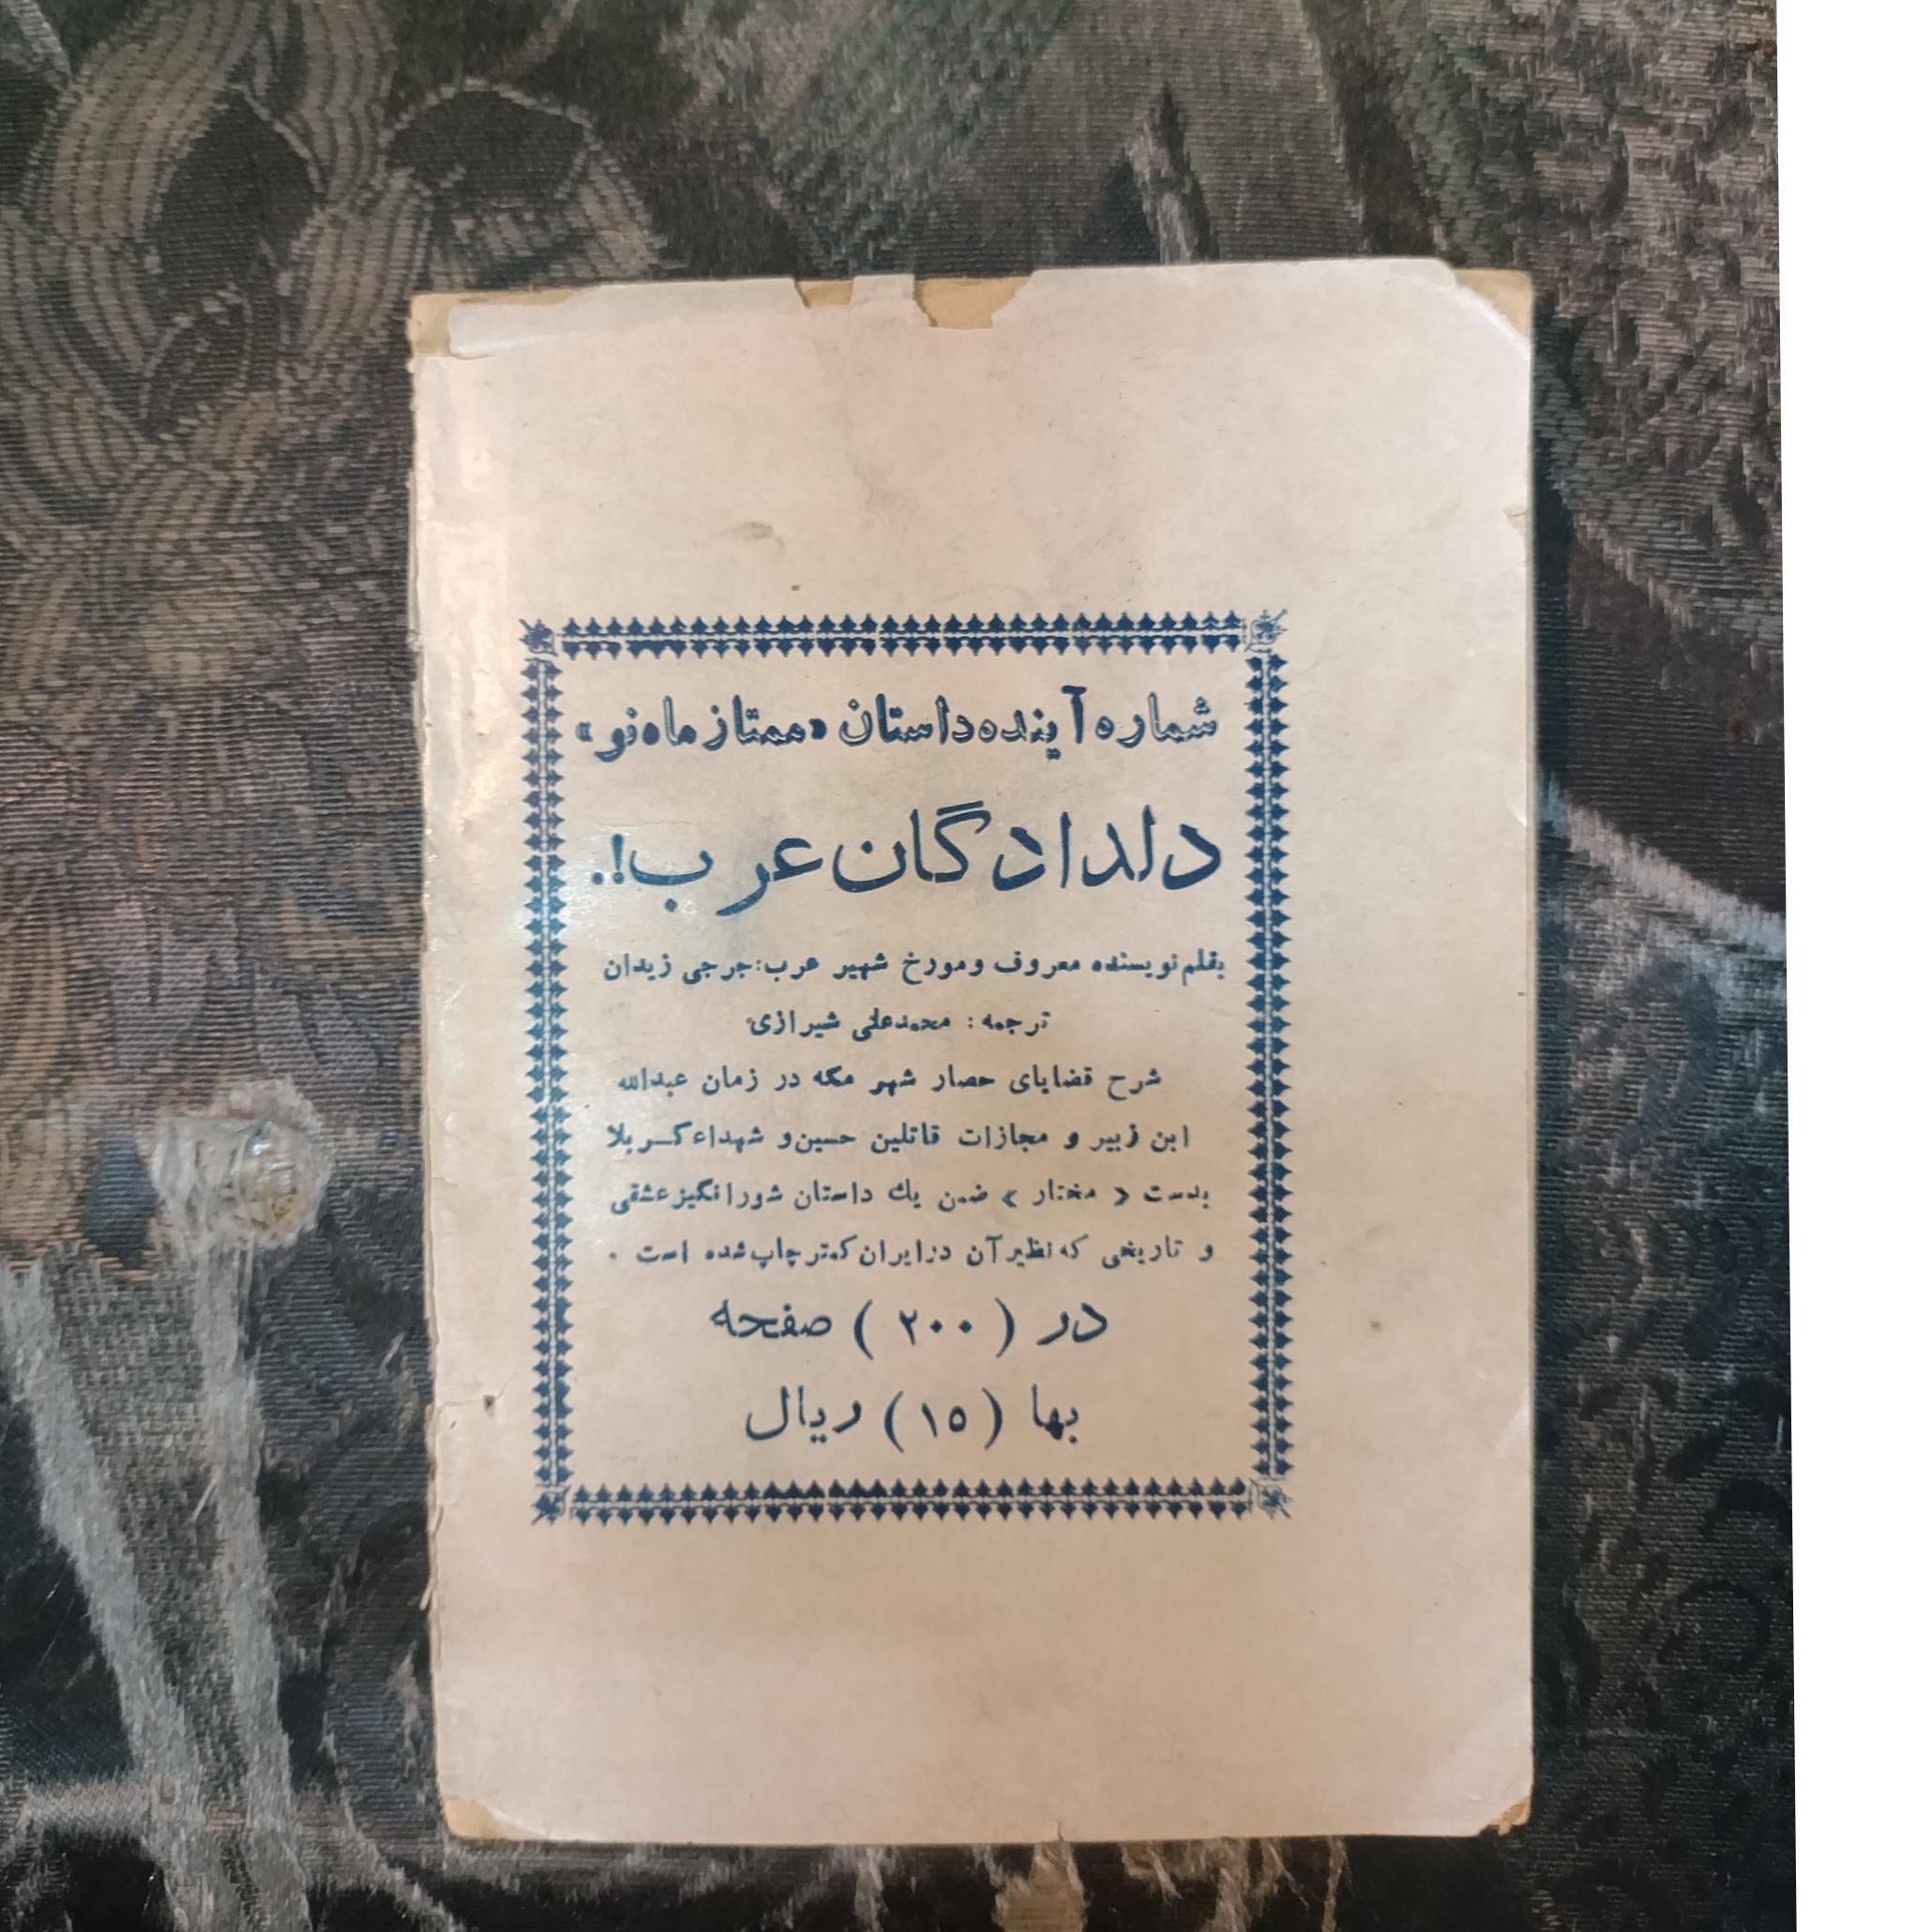 شماره آینده داستان «ممتاز ماه‌نو»
دلدادگان عرب!.
بقلم نویسنده معروف و مورخ شهیر عرب: جرجی زیدان
ترجمه : محمدعلی شیرازی
شرح قضایای حصار شهر مکه در زمان عبدالله
ابن زبیر و مجازات قاتلین حسین و شهداء کربلا
بدست « مختار » ضمن یك داستان شورانگیز عشقی
و تاریخی که نظیر آن در ایران کمتر چاپ شده است .
در ( ۲۰۰ ) صفحه
بها ( ۱۵ ) ریال